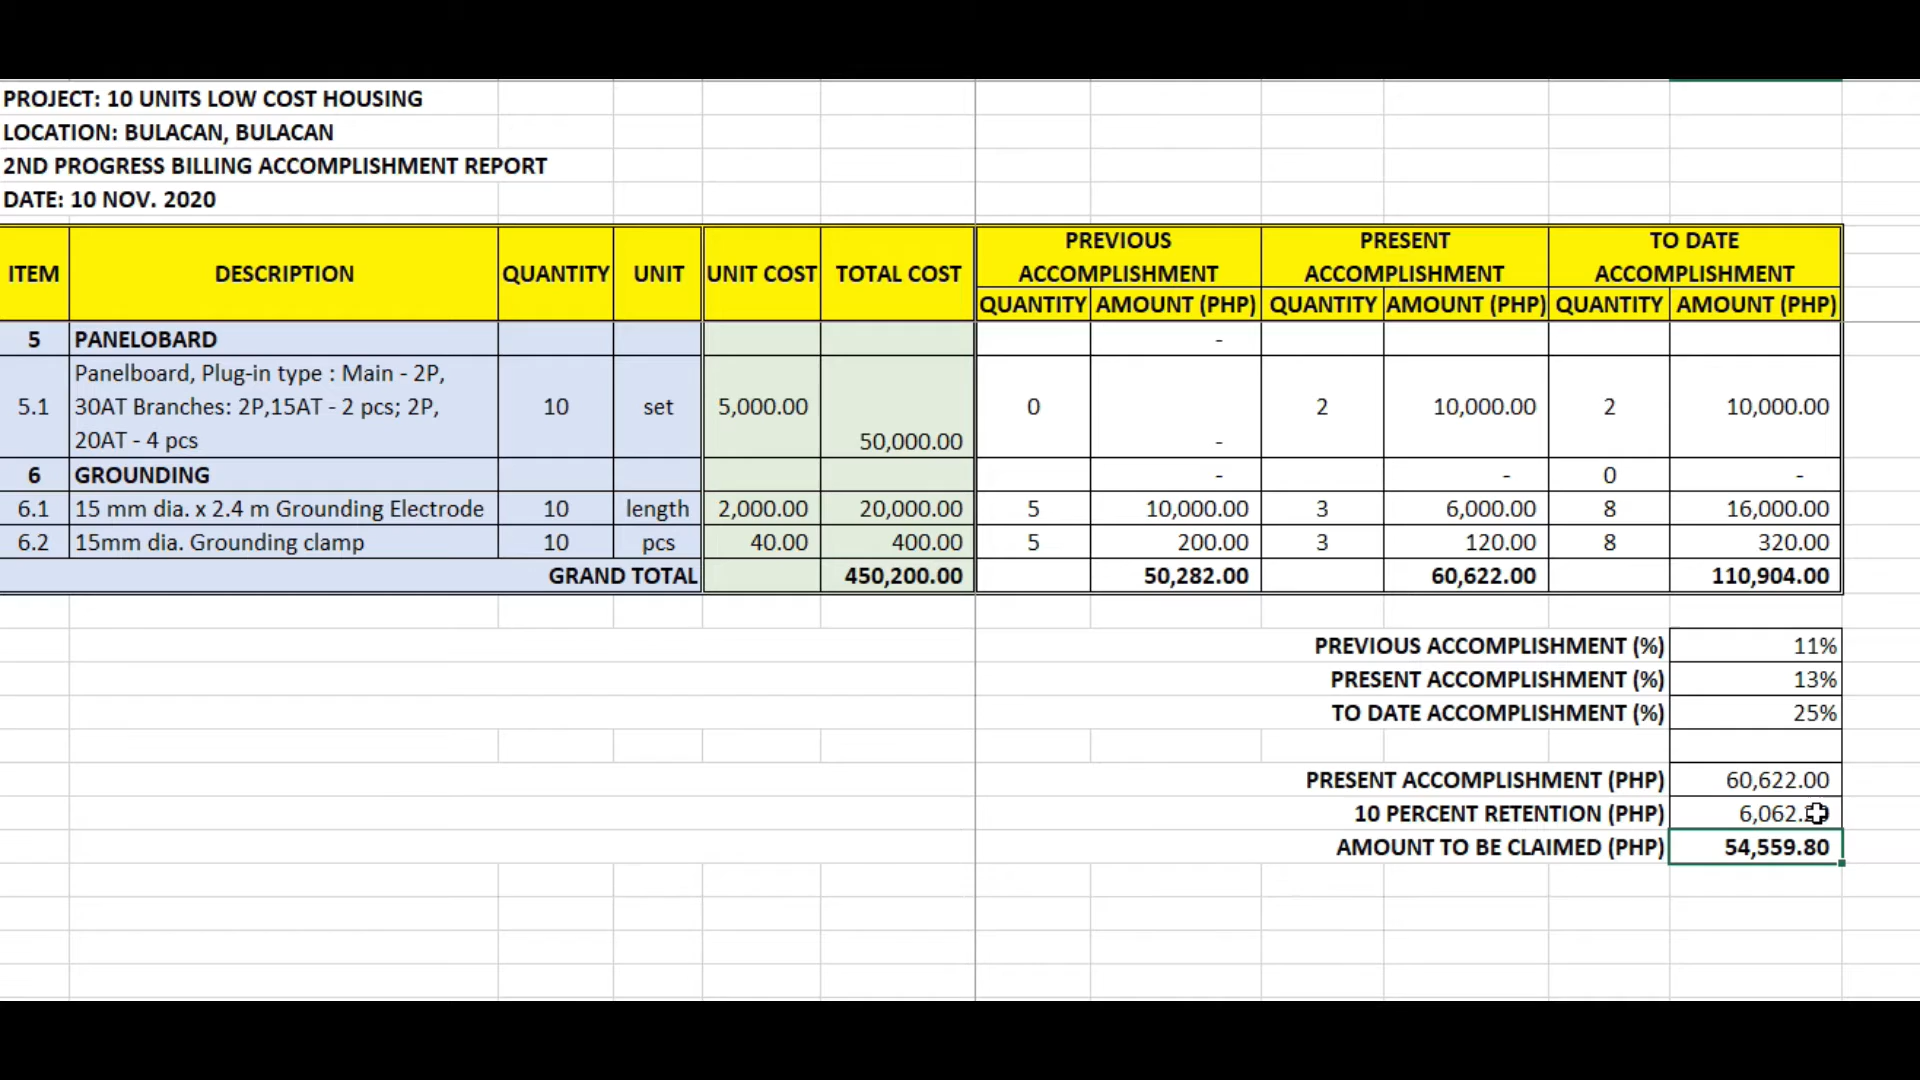 PROJECT: 10 UNITS LOW COST HOUSING
LOCATION: BULACAN, BULACAN
2ND PROGRESS BILLING ACCOMPLISHMENT REPORT
DATE: 10 NOV. 2020
ITEM DESCRIPTION QUANTITY UNIT UNIT COST TOTAL COST PREVIOUS ACCOMPLISHMENT PRESENT ACCOMPLISHMENT TO DATE ACCOMPLISHMENT
QUANTITY AMOUNT (PHP) QUANTITY AMOUNT (PHP) QUANTITY AMOUNT (PHP)
5 PANELOBARD -
Panelboard, Plug-in type : Main - 2P,
5.1 30AT Branches: 2P,15AT - 2 pcs; 2P, 10 set 5,000.00 0 2 10,000.00 2 10,000.00
20AT - 4 pcs 50,000.00 -
6 GROUNDING - - 0 -
6.1 15 mm dia. x 2.4 m Grounding Electrode 10 length 2,000.00 20,000.00 5 10,000.00 3 6,000.00 8 16,000.00
6.2 15mm dia. Grounding clamp 10 pcs 40.00 400.00 5 200.00 3 120.00 8 320.00
GRAND TOTAL 450,200.00 50,282.00 60,622.00 110,904.00
PREVIOUS ACCOMPLISHMENT (%) 11%
PRESENT ACCOMPLISHMENT (%) 13%
TO DATE ACCOMPLISHMENT (%) 25%
PRESENT ACCOMPLISHMENT (PHP) 60,622.00
10 PERCENT RETENTION (PHP)
AMOUNT TO BE CLAIMED (PHP) 54,559.80